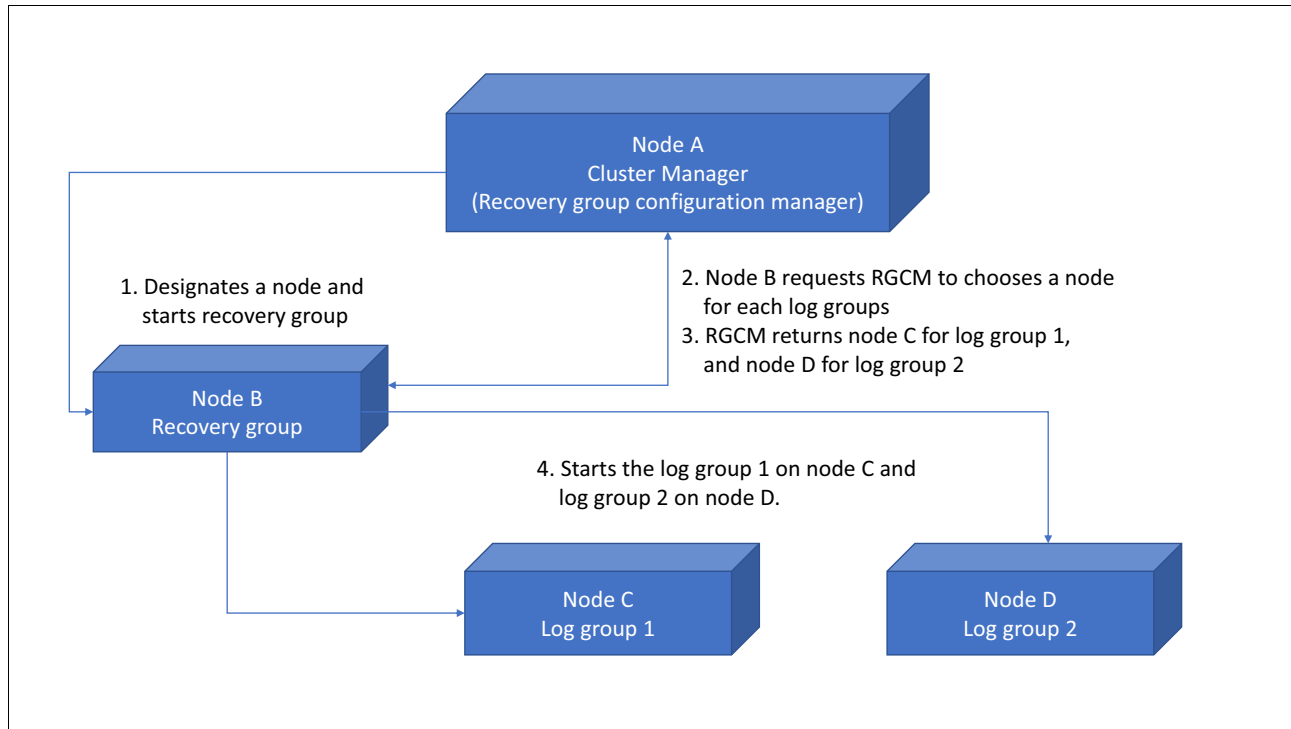 Node A
Cluster Manager
(Recovery group configuration manager)
1. Designates a node and
starts recovery group
2. Node B requests RGCM to chooses a node
for each log groups
3. RGCM returns node C for log group 1,
and node D for log group 2
Node B
Recovery group
4. Starts the log group 1 on node C and
log group 2 on node D.
Node C
Log group 1
Node D
Log group 2